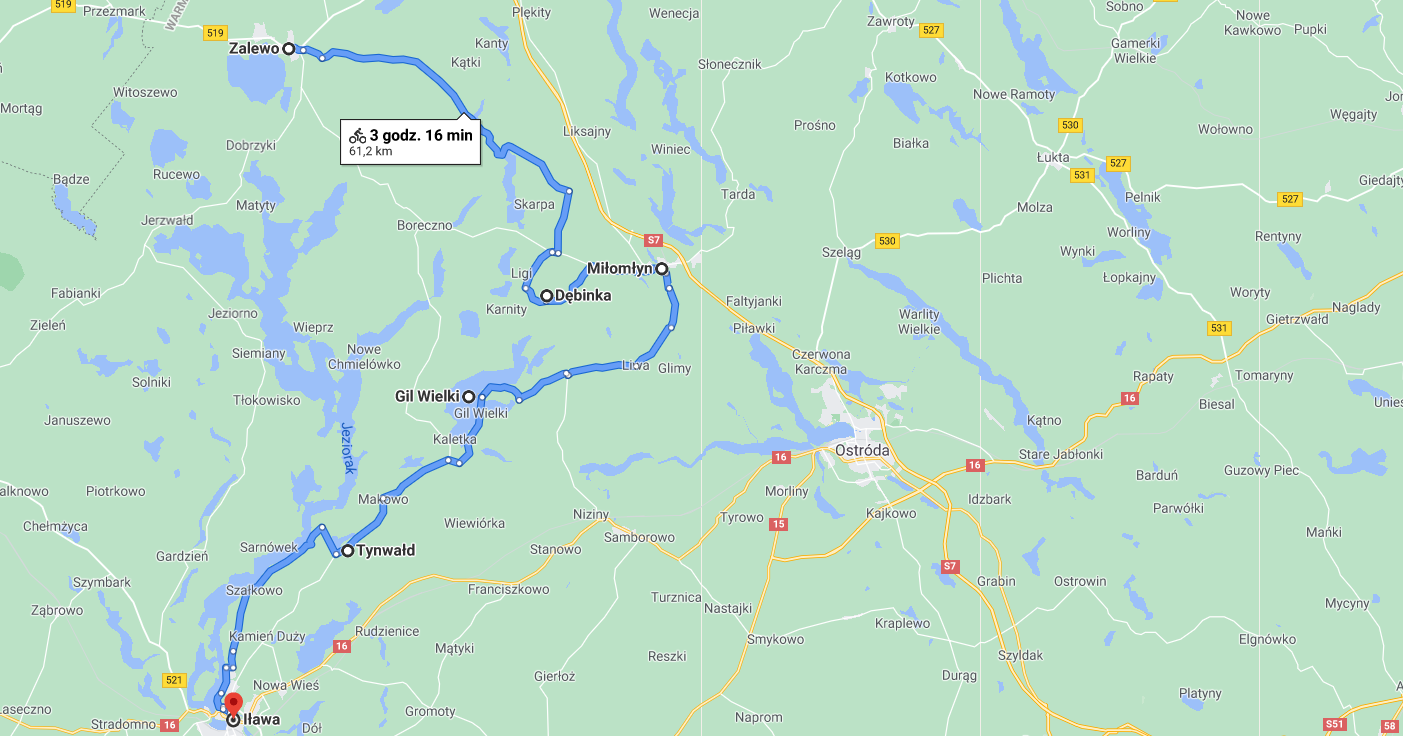 519
Przezmark
WARM
Płękity
Wenecja
Sobno
519
Zalewo
Kanty
Kątki
Zawroty
527
Nowe
Kawkowo
Pupki
Gamerki
Wielkie
Słonecznik
Kotkowo
Nowe Ramoty
Mortąg
Witoszewo
3 godz. 16 min
61,2 km
Liksajny
Prośno
530
Wołowno
Węgajty
Dobrzyki
Winiec
Białka
Łukta
527
531
Bądze
Rucewo
Matyty
Skarpa
Tarda
Pelnik
527
Giedajty
Jerzwałd
Boreczno
Molza
Worliny
S7
530
Szeląg
Wynki
Rentyny
Ligi
Miłomłyn
Plichta
Łopkajny
Fabianki
Dębinka
Karnity
Faltyjanki
Woryty
Naglady
Jeziorno
Zieleń
Wieprz
Piławki
Warlity
Wielkie
531
Gietrzwałd
Siemiany
Nowe
Chmielówko
Czerwona
Karczma
Solniki
Liwa
Glimy
Rapaty
Tomaryny
Tłokowisko
Gil Wielki
Gil Wielki
16
Biesal
Unies
Januszewo
Jeziorak
Kaletka
Kątno
Ostróda
16
16
Stare Jabłonki
Guzowy Piec
Barduń
Piotrkowo
Makowo
Morliny
Idzbark
Parwółki
Chełmżyca
Wiewiórka
Niziny
Tyrowo
15
Kajkowo
Mańki
Samborowo
Sarnówek
Tynwałd
Stanowo
Gardzień
S7
Szymbark
Szałkowo
Franciszkowo
Grabin
Ostrowin
Ząbrowo
Turznica
Nastajki
Mycyny
Kamień Duży
Rudzienice
Kraplewo
16
Mątyki
Smykowo
Elgnówko
Reszki
Szyldak
521
Nowa Wieś
Gierłoż
Durąg
Platyny
Laseczno
Stradomno
16
Iława
Dół
Gromoty
Naprom
S51
58